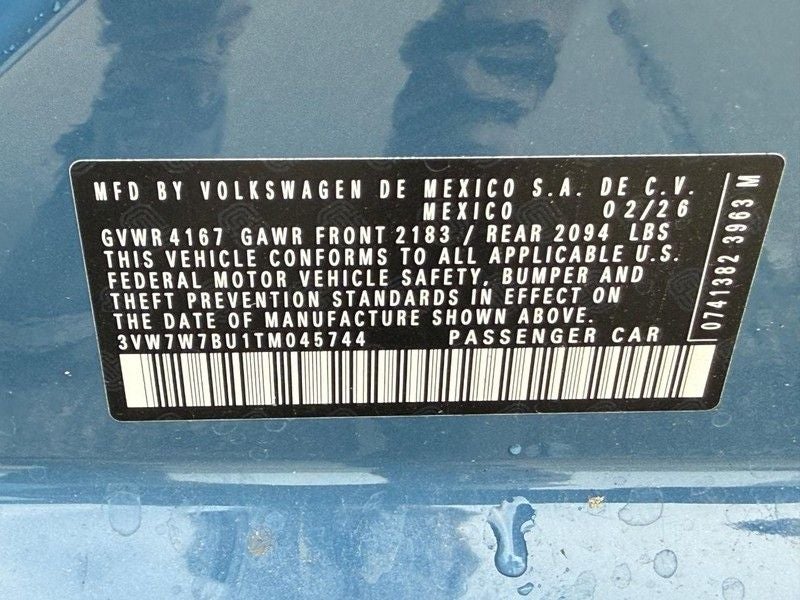 MFD BY VOLKSWAGEN DE MEXICO S.A. DE C.V.
MEXICO 02/26
GVWR 4167 GAWR FRONT 2183 / REAR 2094 LBS
THIS VEHICLE CONFORMS TO ALL APPLICABLE U.S.
FEDERAL MOTOR VEHICLE SAFETY, BUMPER AND
THEFT PREVENTION STANDARDS IN EFFECT ON
THE DATE OF MANUFACTURE SHOWN ABOVE.
3VW7W7BU1TM045744 PASSENGER CAR
0741382 3963 M